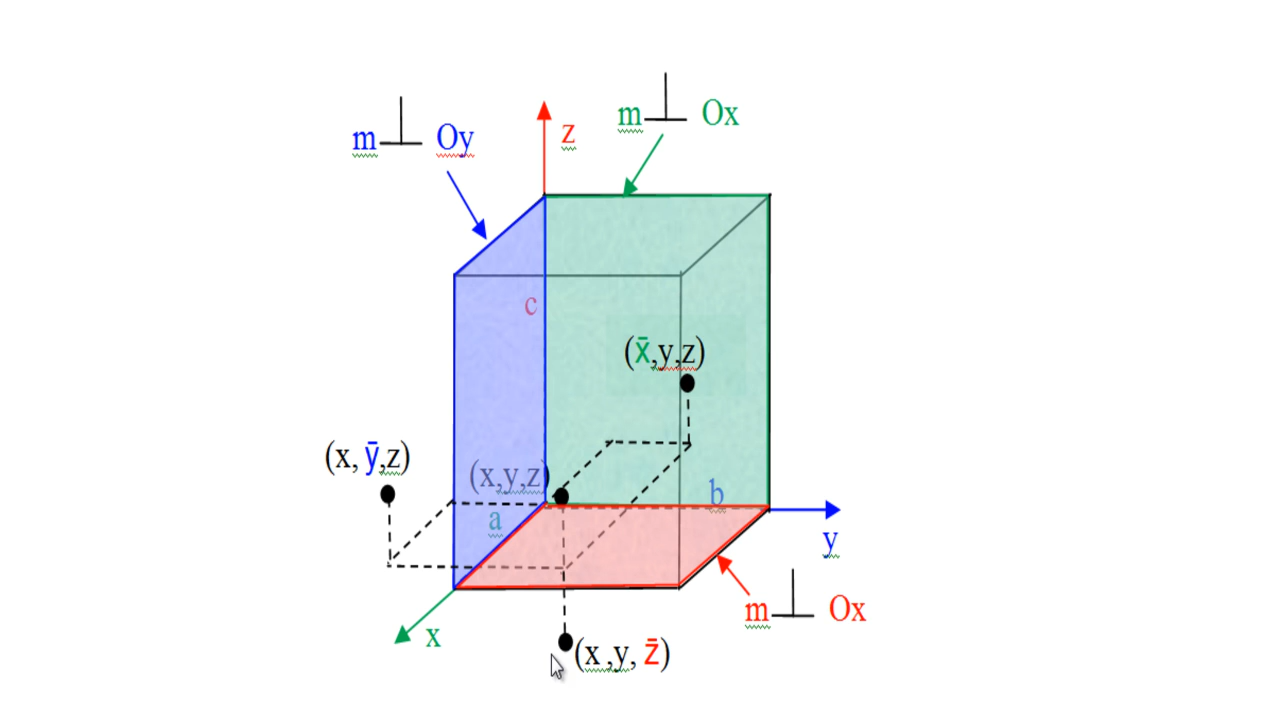 m⊥ Ox
m⊥ Oy
z
c
(x̄,y,z)
(x, ȳ,z)
(x,y,z)
b
a
y
m⊥ Ox
x
(x ,y, z̄)